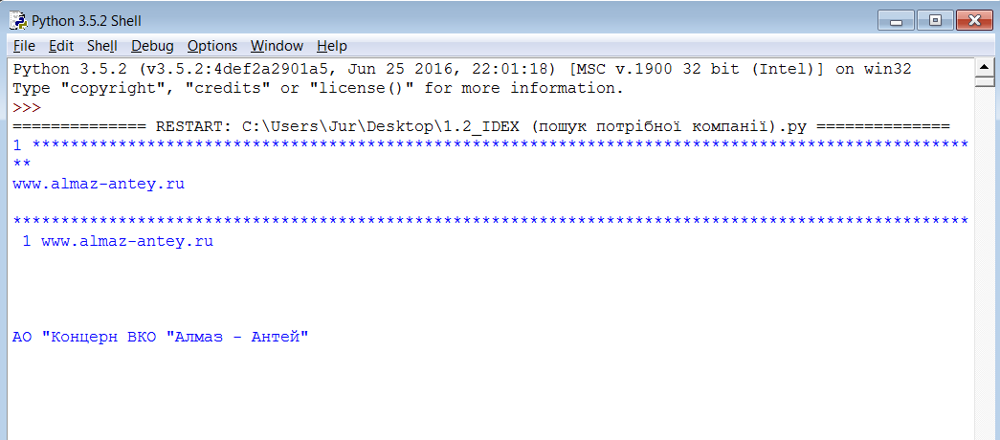 Python 3.5.2 Shell
File Edit Shell Debug Options Window Help
Python 3.5.2 (v3.5.2:4def2a2901a5, Jun 25 2016, 22:01:18) [MSC v.1900 32 bit (Intel)] on win32
Type "copyright", "credits" or "license()" for more information.
>>>
============== RESTART: C:\Users\Jur\Desktop\1.2_IDEX (пошук потрібної компанії).py ==============
1 **************************************************************************************************
**
www.almaz-antey.ru
****************************************************************************************************
1 www.almaz-antey.ru
АО "Концерн ВКО "Алмаз - Антей"